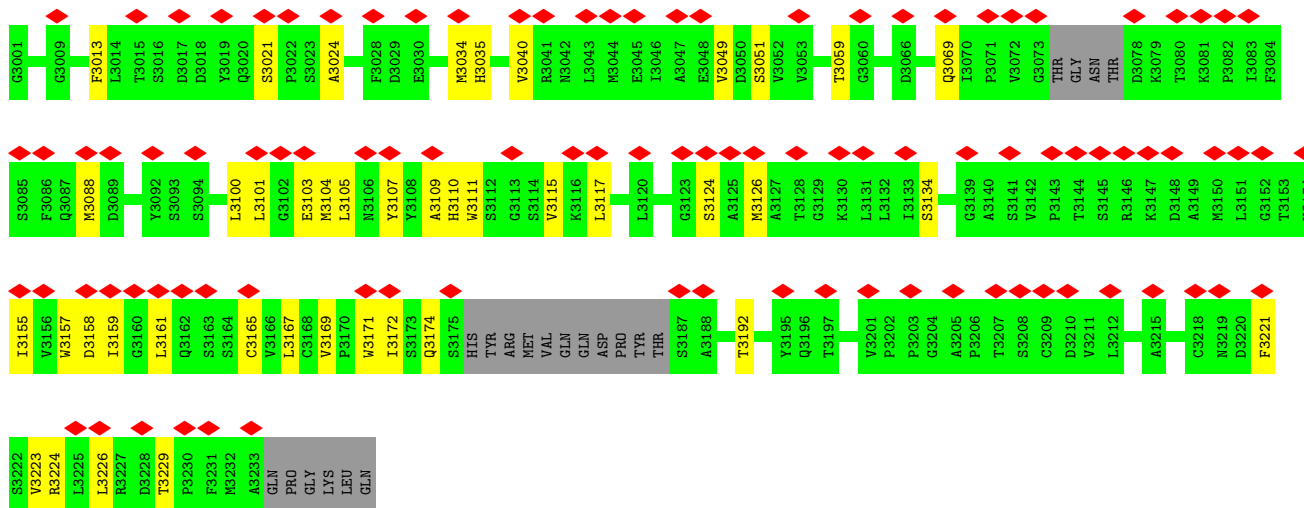 G3001
G3009
F3013
L3014
T3015
S3016
D3017
D3018
Y3019
Q3020
S3021
P3022
S3023
A3024
F3028
D3029
E3030
M3034
H3035
V3040
R3041
N3042
L3043
M3044
E3045
I3046
A3047
E3048
V3049
D3050
S3051
V3052
V3053
T3059
G3060
D3066
Q3069
I3070
P3071
V3072
G3073
THR
GLY
ASN
THR
D3078
K3079
T3080
K3081
P3082
I3083
F3084
S3085
F3086
Q3087
M3088
D3089
Y3092
S3093
S3094
L3100
L3101
G3102
E3103
M3104
L3105
N3106
Y3107
Y3108
A3109
H3110
W3111
S3112
G3113
S3114
V3115
K3116
L3117
L3120
G3123
S3124
A3125
M3126
A3127
T3128
G3129
K3130
L3131
L3132
I3133
S3134
G3139
A3140
S3141
V3142
P3143
T3144
S3145
R3146
K3147
D3148
A3149
M3150
L3151
G3152
T3153
I3155
V3156
W3157
D3158
I3159
G3160
L3161
Q3162
S3163
S3164
C3165
V3166
L3167
C3168
V3169
P3170
W3171
I3172
S3173
Q3174
S3175
HIS
TYR
ARG
MET
VAL
GLN
GLN
ASP
PRO
TYR
THR
S3187
A3188
T3192
Y3195
Q3196
T3197
V3201
P3202
P3203
G3204
A3205
P3206
T3207
S3208
C3209
D3210
V3211
L3212
A3215
C3218
N3219
D3220
F3221
S3222
V3223
R3224
L3225
L3226
R3227
D3228
T3229
P3230
F3231
M3232
A3233
GLN
PRO
GLY
LYS
LEU
GLN